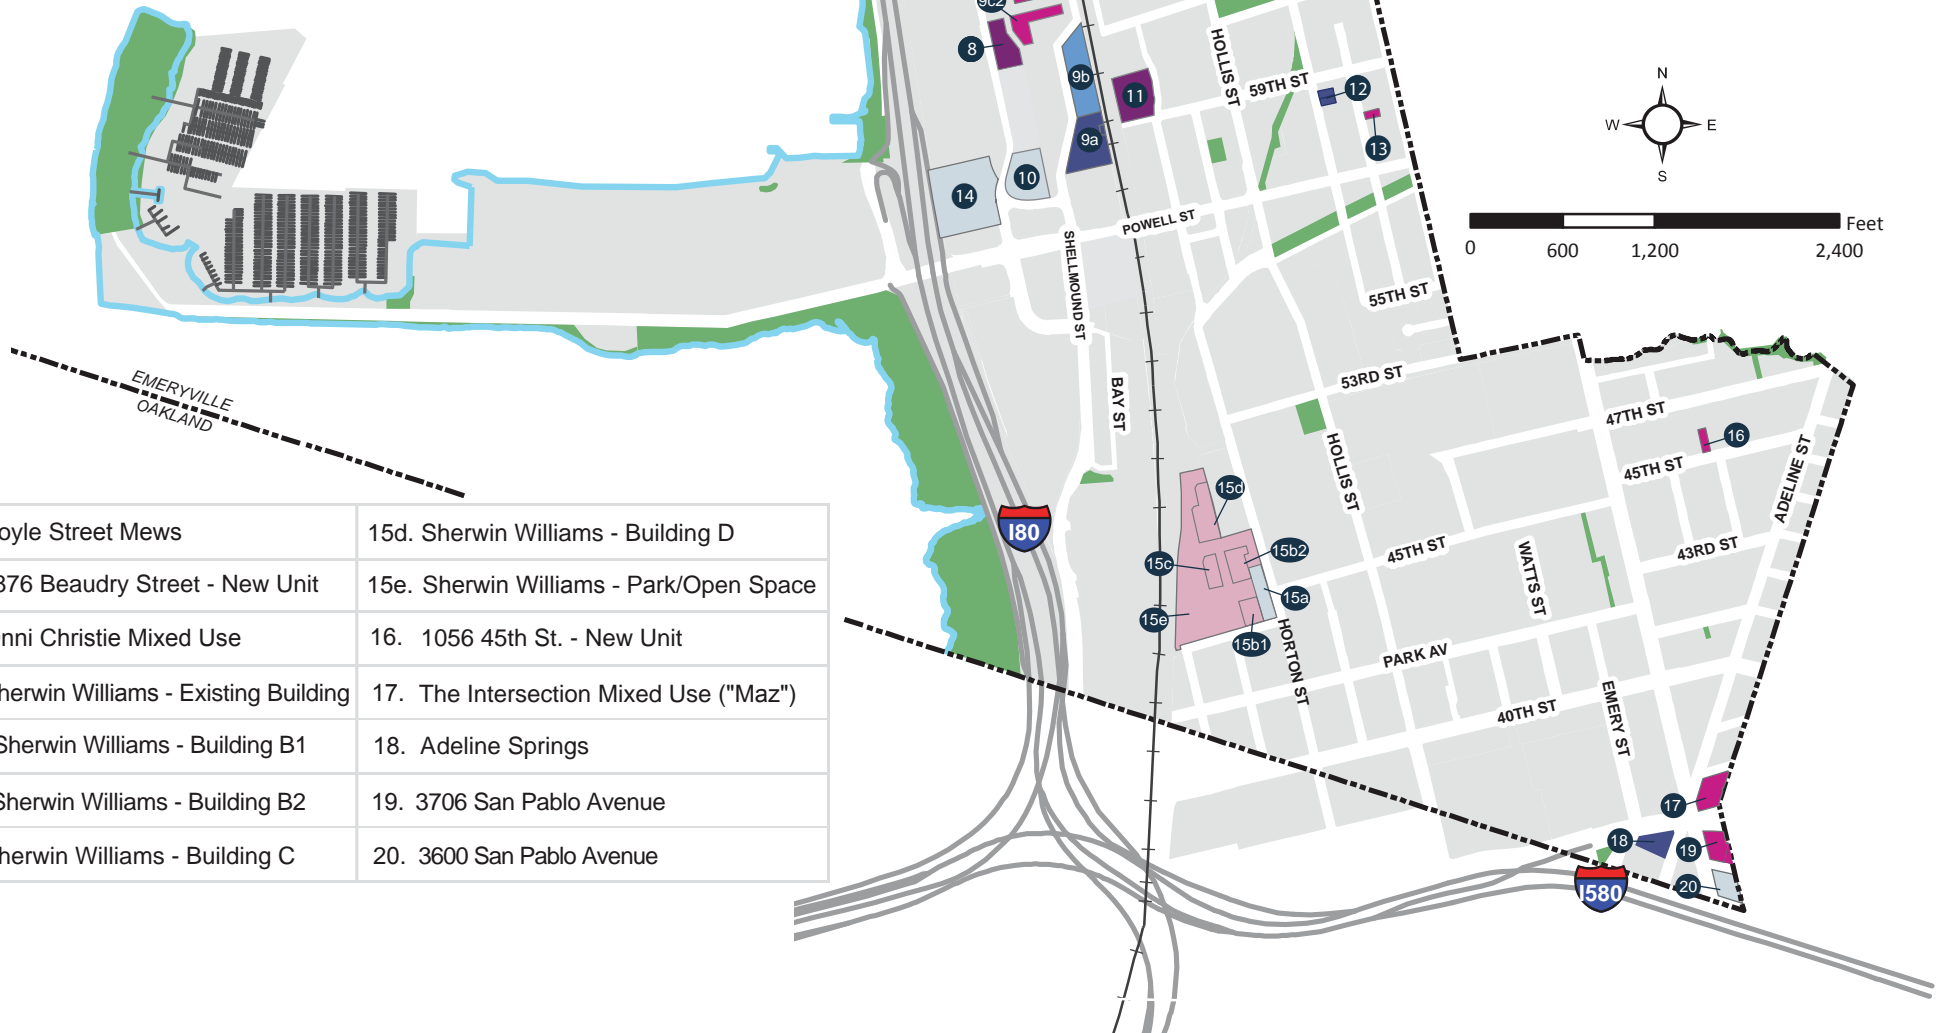 9c2
8
9b
11
9a
10
14
HOLLIS ST
59TH ST
12
13
N
W E
S
Feet
0 600 1,200 2,400
POWELL ST
SHELLMOUND ST
55TH ST
53RD ST
BAY ST
HOLLIS ST
47TH ST
16
45TH ST
ADELINE ST
EMERYVILLE
OAKLAND
I80
15d
15b2
15c
15a
15e
15b1
45TH ST
WATTS ST
43RD ST
HORTON ST
PARK AV
40TH ST
EMERY ST
17
18
19
20
I580
oyle Street Mews
376 Beaudry Street - New Unit
nni Christie Mixed Use
herwin Williams - Existing Building
Sherwin Williams - Building B1
Sherwin Williams - Building B2
herwin Williams - Building C
15d. Sherwin Williams - Building D
15e. Sherwin Williams - Park/Open Space
16. 1056 45th St. - New Unit
17. The Intersection Mixed Use ("Maz")
18. Adeline Springs
19. 3706 San Pablo Avenue
20. 3600 San Pablo Avenue